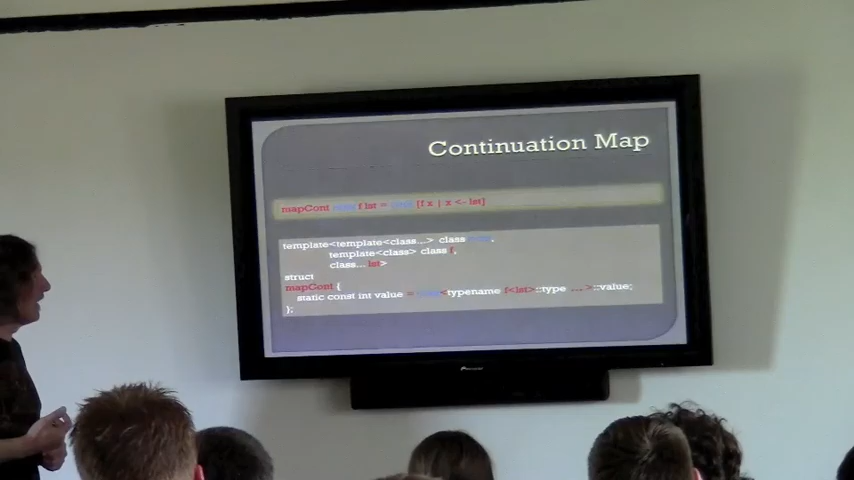 Continuation Map
mapCont f lst = [f x | x <- lst]
template<template<class...> class ,
template<class> class f,
class... lst>
struct
mapCont {
static const int value = <typename f<lst>::type ... >::value;
};